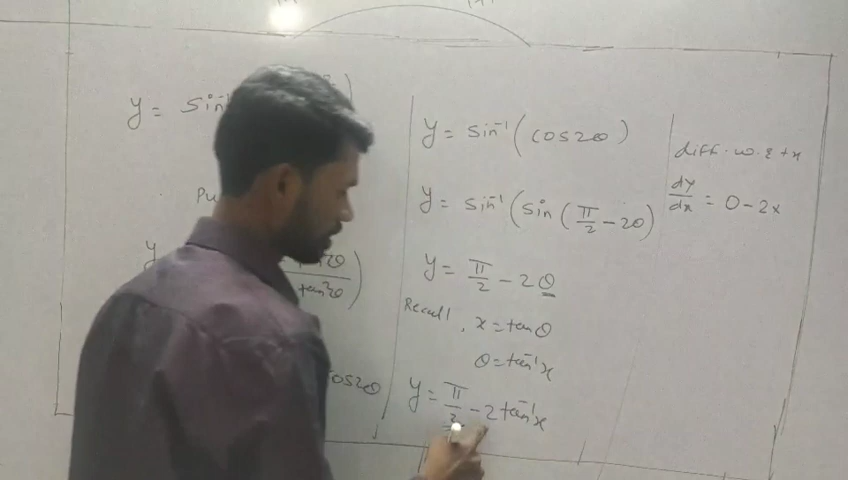 y = sin⁻¹
y
tan²θ
tan²θ
cos2θ
y = sin⁻¹(cos2θ)
y = sin⁻¹(sin(π/2 - 2θ)
y = π/2 - 2θ
Recall, x = tanθ
θ = tan⁻¹x
y = π/2 - 2tan⁻¹x
diff. w.r.t x
dy/dx = 0 - 2x